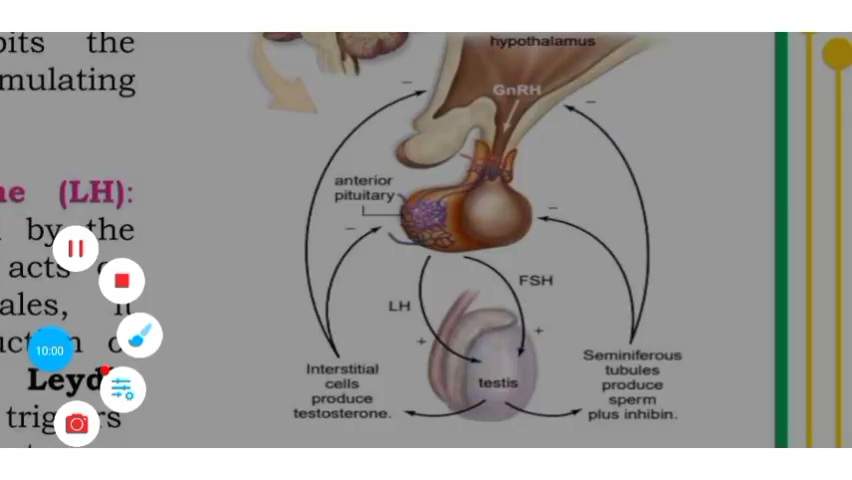 bits the
mulating
(LH):
by the
acts
ales, it
Leyd
hypothalamus
GnRH
anterior
pituitary
FSH
LH
testis
Interstitial
cells
produce
testosterone.
Seminiferous
tubules
produce
sperm
plus inhibin.
10:00